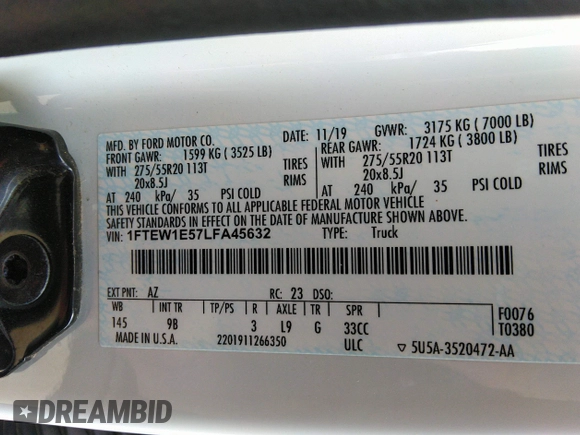 MFD. BY FORD MOTOR CO.
DATE: 11/19 GVWR: 3175 KG ( 7000 LB)
FRONT GAWR: 1599 KG ( 3525 LB) REAR GAWR: 1724 KG ( 3800 LB)
WITH 275/55R20 113T TIRES WITH 275/55R20 113T TIRES
20x8.5J RIMS 20x8.5J RIMS
AT 240 kPa/ 35 PSI COLD AT 240 kPa/ 35 PSI COLD
THIS VEHICLE CONFORMS TO ALL APPLICABLE FEDERAL MOTOR VEHICLE
SAFETY STANDARDS IN EFFECT ON THE DATE OF MANUFACTURE SHOWN ABOVE.
VIN: 1FTEW1E57LFA45632 TYPE: Truck
EXT PNT: AZ RC: 23 DSO:
WB INT TR TP/PS R AXLE TR SPR F0076
145 9B 3 L9 G 33CC T0380
MADE IN U.S.A. 2201911266350 ULC ▽ 5U5A-3520472-AA
DREAMBID